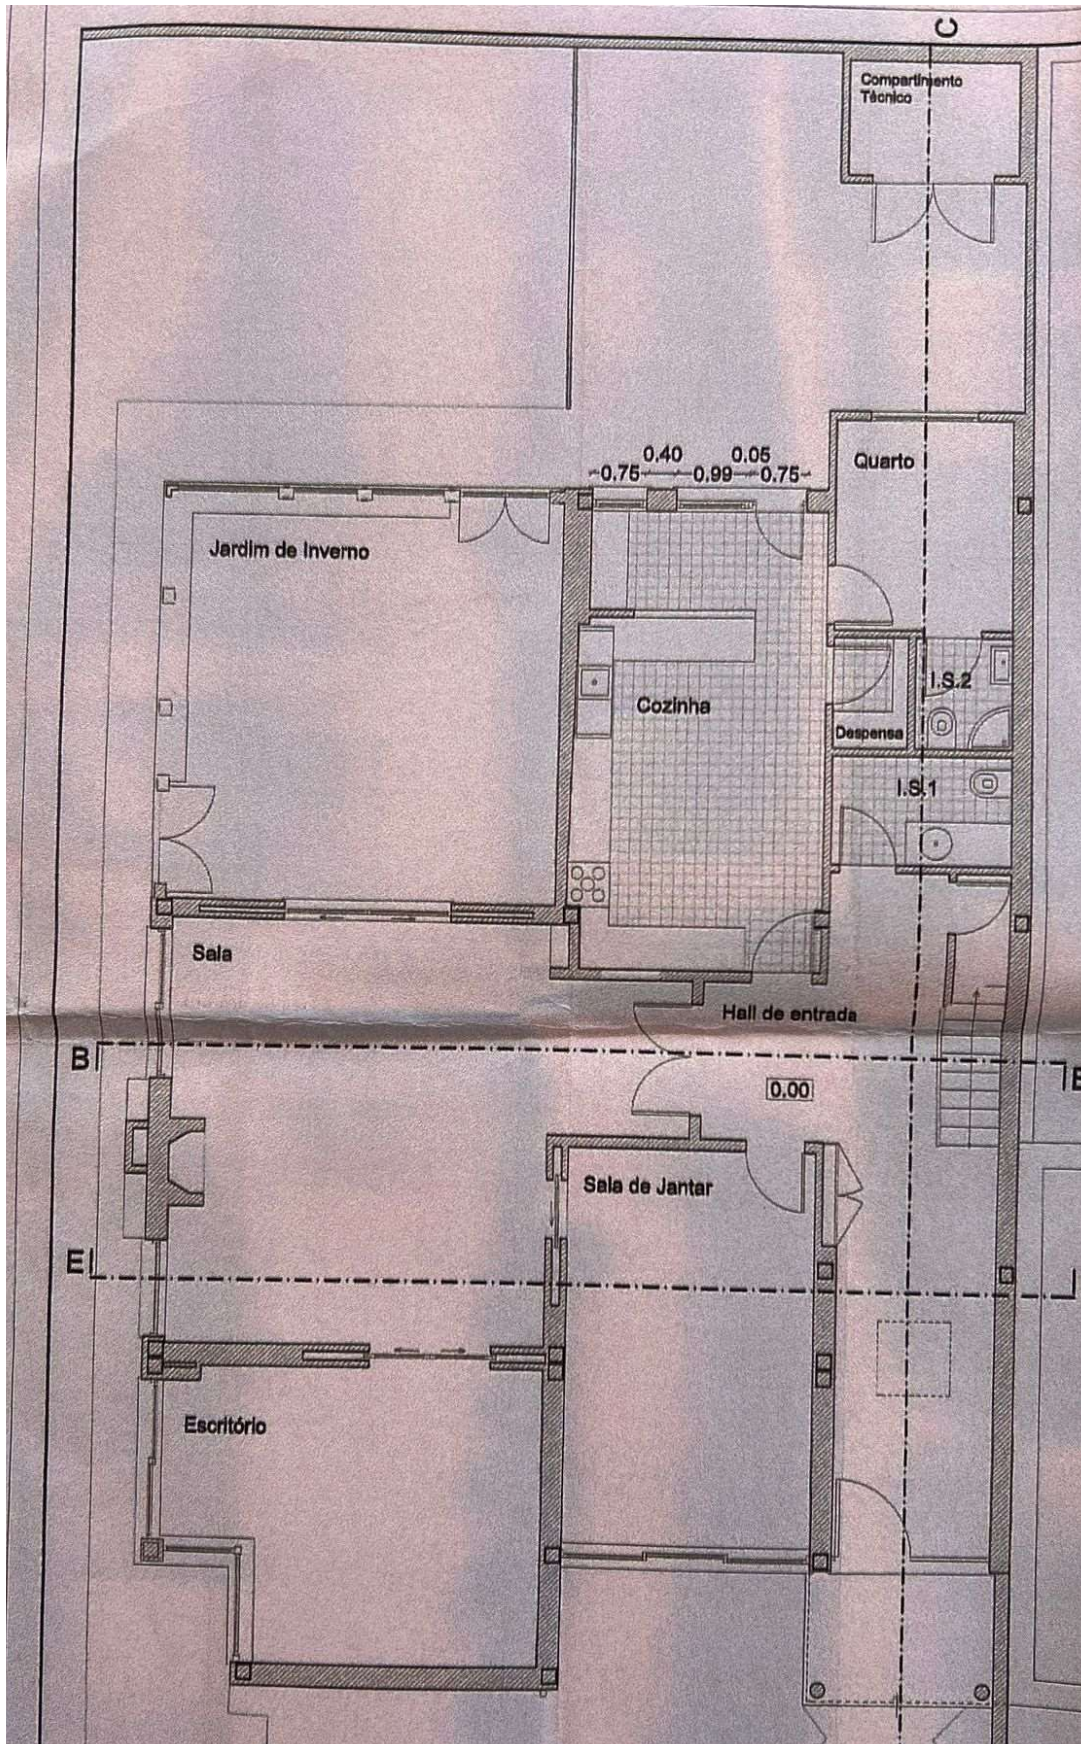 C
Compartimento
Técnico
0.40 0.05
0.75 0.99 0.75
Quarto
Jardim de Inverno
I.S.2
Cozinha
Despensa
I.S.1
Sala
Hall de entrada
B
0.00
Sala de Jantar
E
Escritório